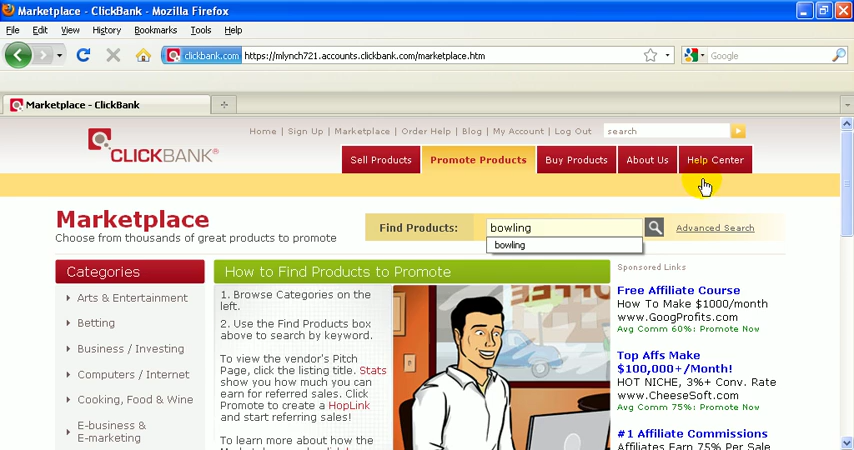 Marketplace - ClickBank - Mozilla Firefox
File Edit View History Bookmarks Tools Help
clickbank.com https://mlynch721.accounts.clickbank.com/marketplace.htm Google
Marketplace - ClickBank
Home | Sign Up | Marketplace | Order Help | Blog | My Account | Log Out search
CLICKBANK®
Sell Products Promote Products Buy Products About Us Help Center
Marketplace
Choose from thousands of great products to promote
Find Products: bowling Advanced Search
bowling
Categories
Arts & Entertainment
Betting
Business / Investing
Computers / Internet
Cooking, Food & Wine
E-business &
E-marketing
How to Find Products to Promote
1. Browse Categories on the
left.
2. Use the Find Products box
above to search by keyword.
To view the vendor's Pitch
Page, click the listing title. Stats
show you how much you can
earn for referred sales. Click
Promote to create a HopLink
and start referring sales!
To learn more about how the
Sponsored Links
Free Affiliate Course
How To Make $1000/month
www.GoogProfits.com
Avg Comm 60%: Promote Now
Top Affs Make
$100,000+/Month!
HOT NICHE, 3%+ Conv. Rate
www.CheeseSoft.com
Avg Comm 75%: Promote Now
#1 Affiliate Commissions
Affiliates Earn 75% Per Sale